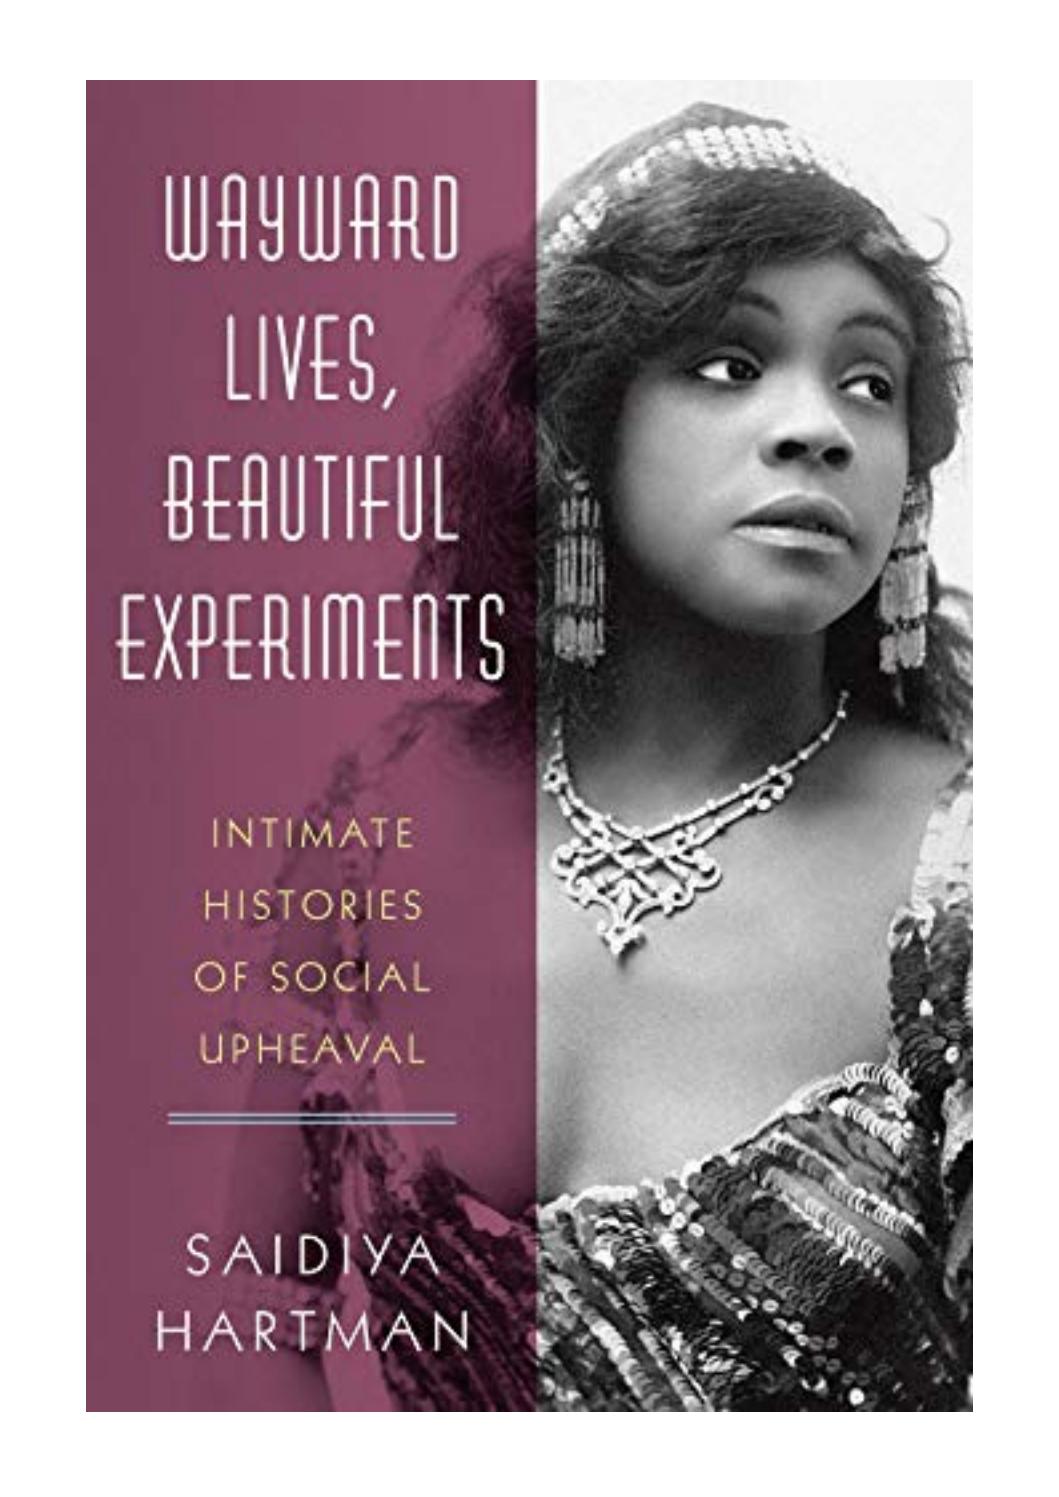 WAYWARD
LIVES,
BEAUTIFUL
EXPERIMENTS
INTIMATE
HISTORIES
OF SOCIAL
UPHEAVAL
SAIDIYA
HARTMAN